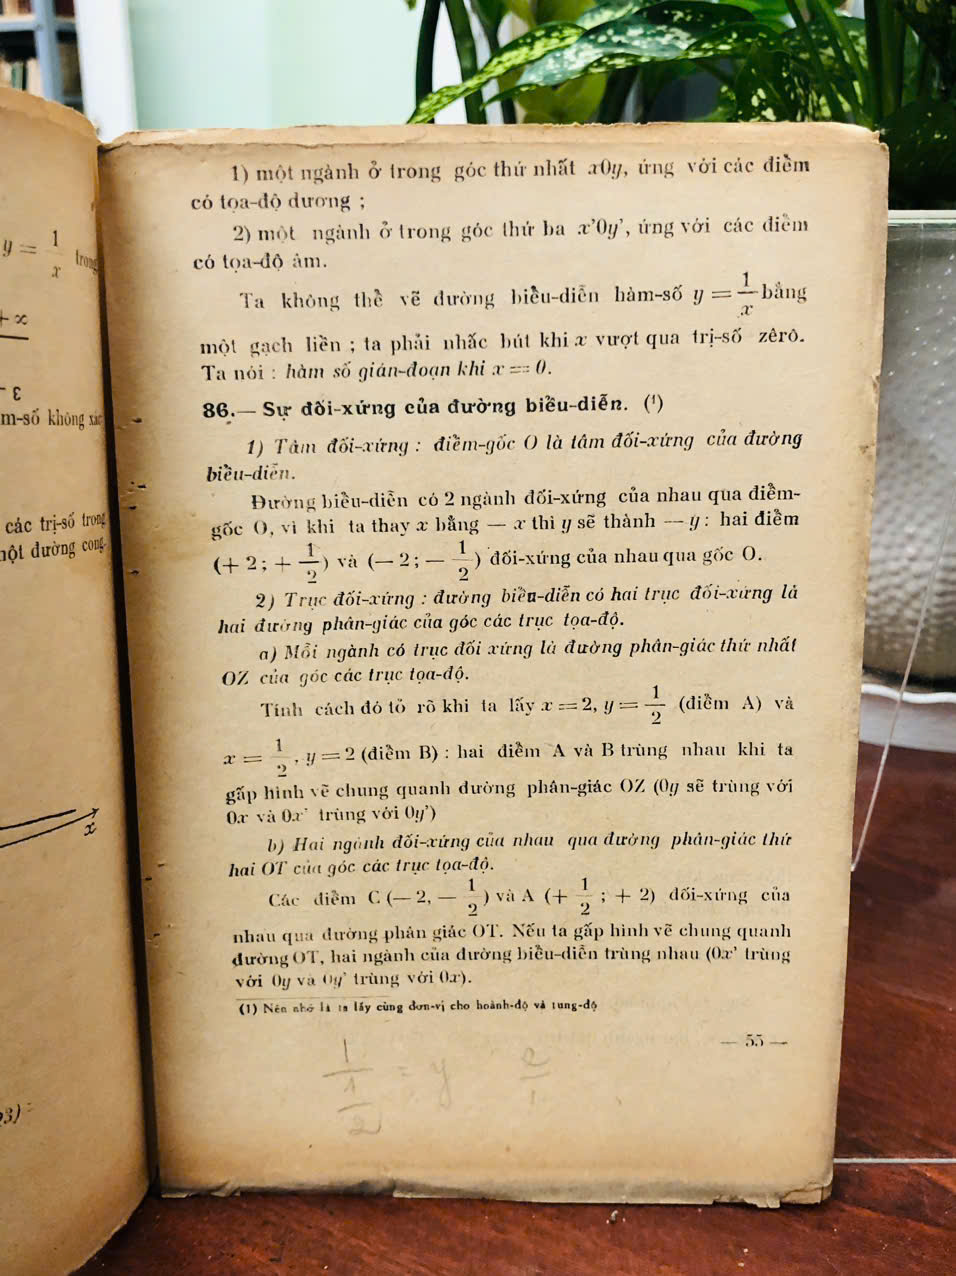 y = 1/x trong
+ ∝
- ε
m-số không xác
các trị-số trong
một đường cong.
x
1) một ngành ở trong góc thứ nhất x0y, ứng với các điểm
có tọa-độ dương ;
2) một ngành ở trong góc thứ ba x'0y', ứng với các điểm
có tọa-độ âm.
Ta không thể vẽ đường biểu-diễn hàm-số y = 1/x bằng
một gạch liền ; ta phải nhấc bút khi x vượt qua trị-số zêrô.
Ta nói : hàm số gián-đoạn khi x = 0.
86.— Sự đối-xứng của đường biểu-diễn. (¹)
1) Tâm đối-xứng : điểm-gốc O là tâm đối-xứng của đường
biểu-diễn.
Đường biểu-diễn có 2 ngành đối-xứng của nhau qua điểm-
gốc O, vì khi ta thay x bằng — x thì y sẽ thành — y : hai điểm
(+ 2 ; + 1/2) và (— 2 ; — 1/2) đối-xứng của nhau qua gốc O.
2) Trục đối-xứng : đường biểu-diễn có hai trục đối-xứng là
hai đường phân-giác của góc các trục tọa-độ.
a) Mỗi ngành có trục đối xứng là đường phân-giác thứ nhất
OZ của góc các trục tọa-độ.
Tính cách đó tỏ rõ khi ta lấy x = 2, y = 1/2 (điểm A) và
x = 1/2, y = 2 (điểm B) : hai điểm A và B trùng nhau khi ta
gấp hình vẽ chung quanh đường phân-giác OZ (0y sẽ trùng với
0x và 0x' trùng với 0y')
b) Hai ngành đối-xứng của nhau qua đường phân-giác thứ
hai OT của góc các trục tọa-độ.
Các điểm C (— 2, — 1/2) và A (+ 1/2 ; + 2) đối-xứng của
nhau qua đường phân giác OT. Nếu ta gấp hình vẽ chung quanh
đường OT, hai ngành của đường biểu-diễn trùng nhau (0x' trùng
với 0y và 0y' trùng với 0x).
(1) Nên nhớ là ta lấy cùng đơn-vị cho hoành-độ và tung-độ
— 55 —